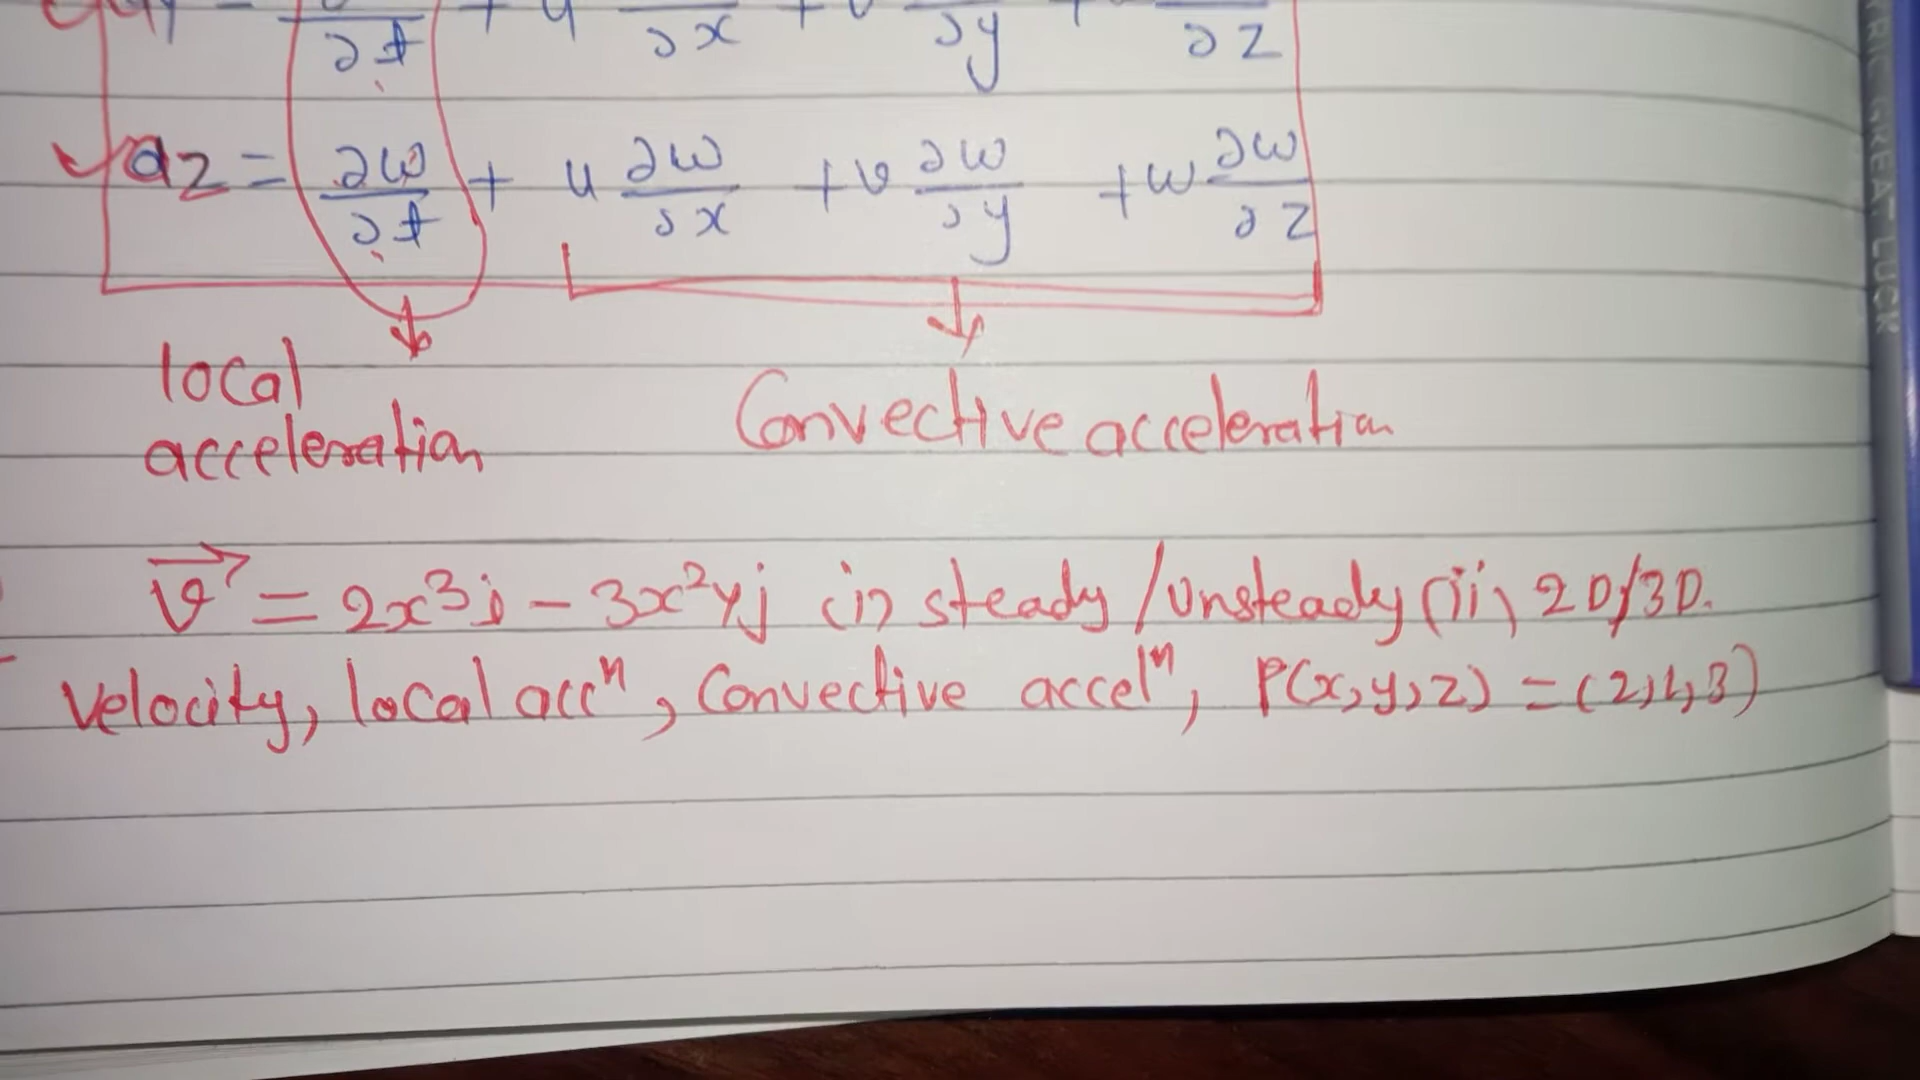 ∂t ∂x ∂y ∂z
az = ∂w/∂t + u ∂w/∂x + v ∂w/∂y + w ∂w/∂z
local
acceleration
Convective acceleration
v⃗ = 2x³i - 3x²yj (i) steady/Unsteady (ii) 2D/3D.
Velocity, local accⁿ, Convective accelⁿ, P(x,y,z) = (2,1,3)